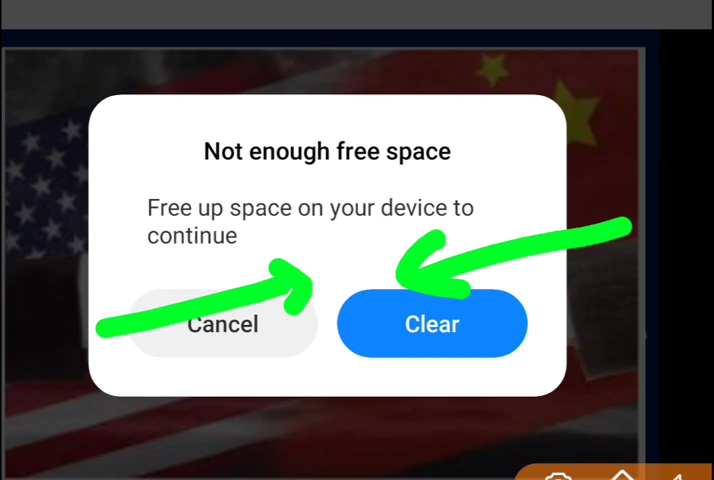 Not enough free space
Free up space on your device to
continue
Cancel
Clear